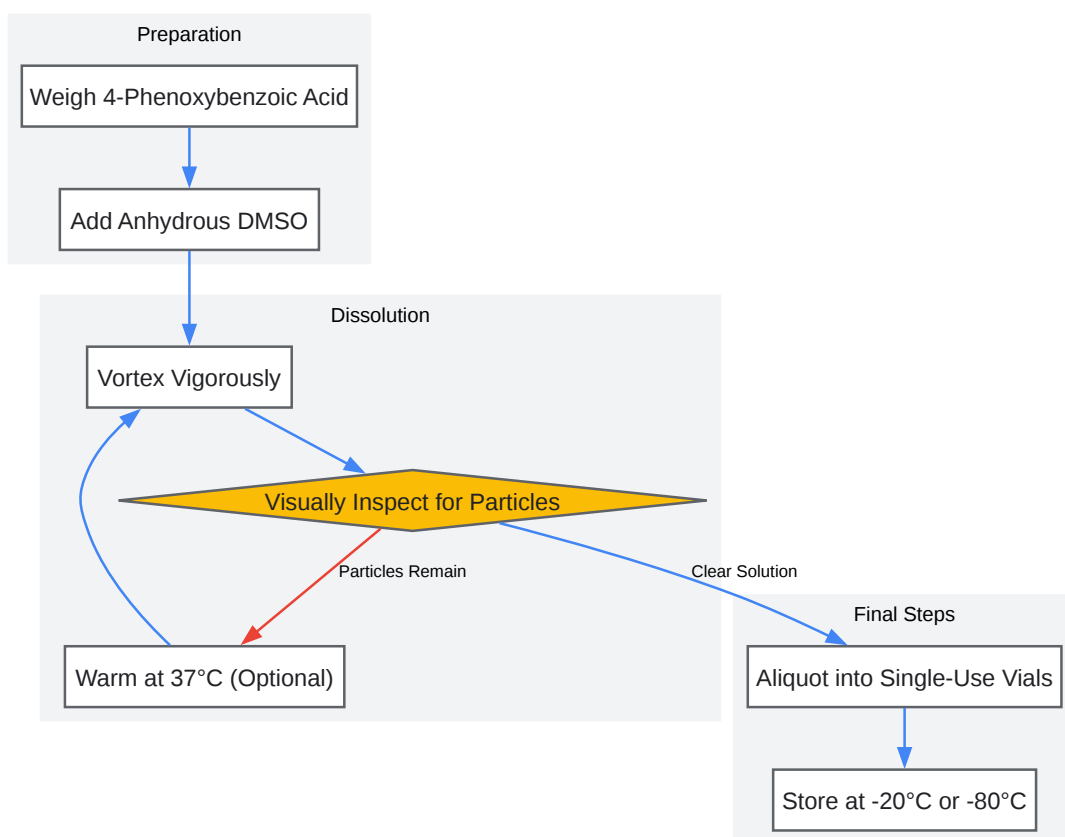 Preparation
Weigh 4-Phenoxybenzoic Acid
Add Anhydrous DMSO
Dissolution
Vortex Vigorously
Visually Inspect for Particles
Particles Remain
Clear Solution
Warm at 37°C (Optional)
Final Steps
Aliquot into Single-Use Vials
Store at -20°C or -80°C